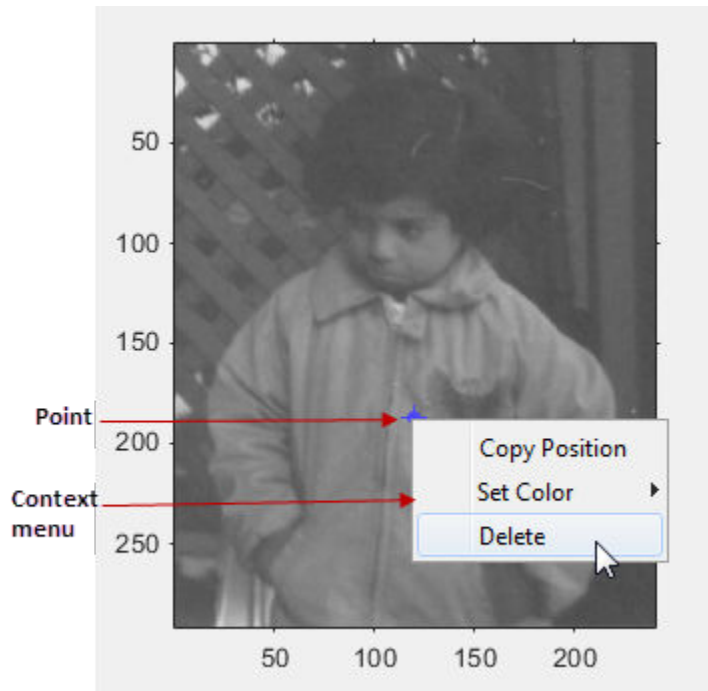 50
100
150
200
250
Point
Context
menu
Copy Position
Set Color
Delete
50 100 150 200